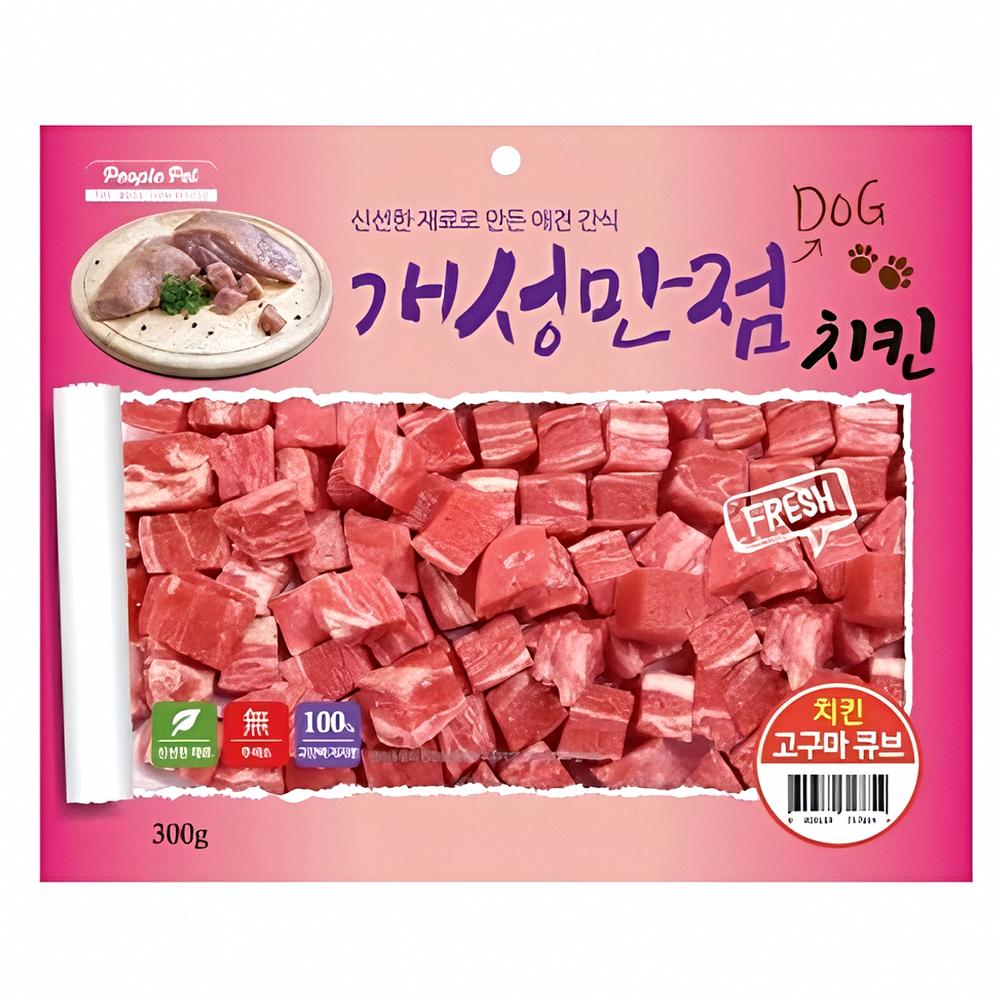 People Pet
신선한 재료로 만든 애견 간식
DOG
개성만점
치킨
FRESH
無
100%
치킨
고구마 큐브
300g